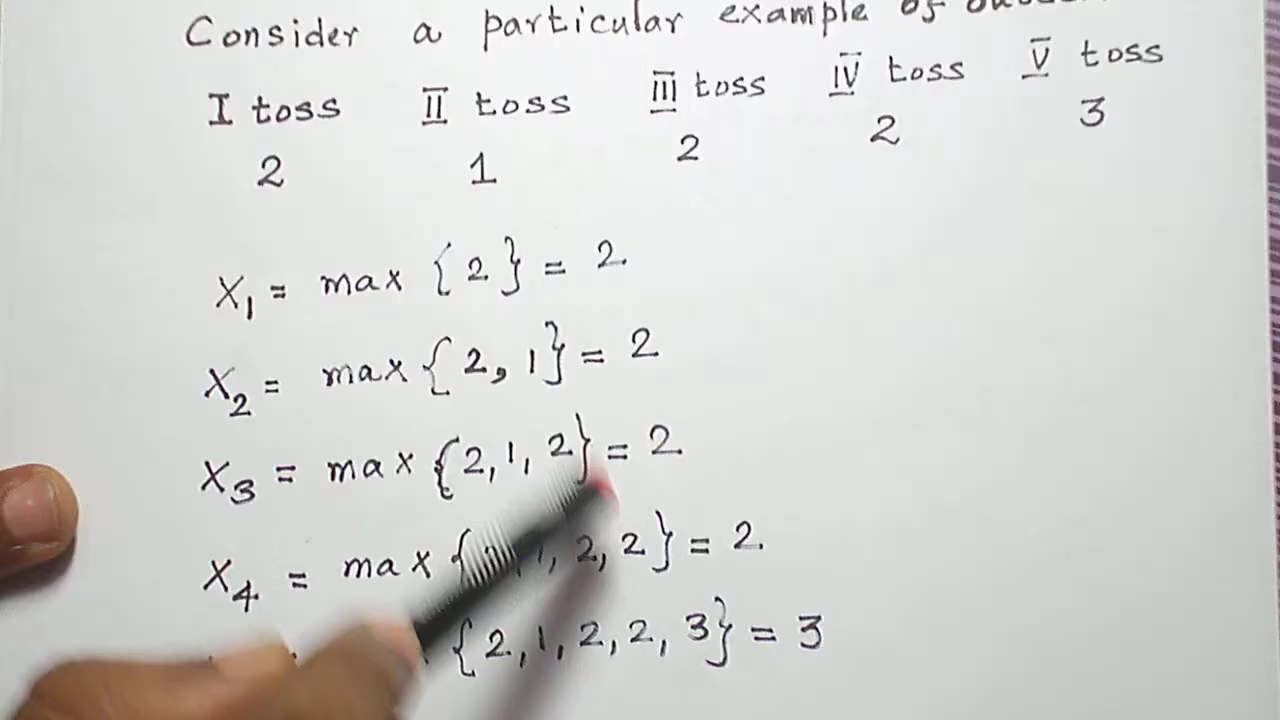 Consider a particular example of
I toss II toss III toss IV toss V toss
2 1 2 2 3
X1 = max {2} = 2
X2 = max {2, 1} = 2
X3 = max {2, 1, 2} = 2
X4 = max { 1, 2, 2} = 2
{2, 1, 2, 2, 3} = 3